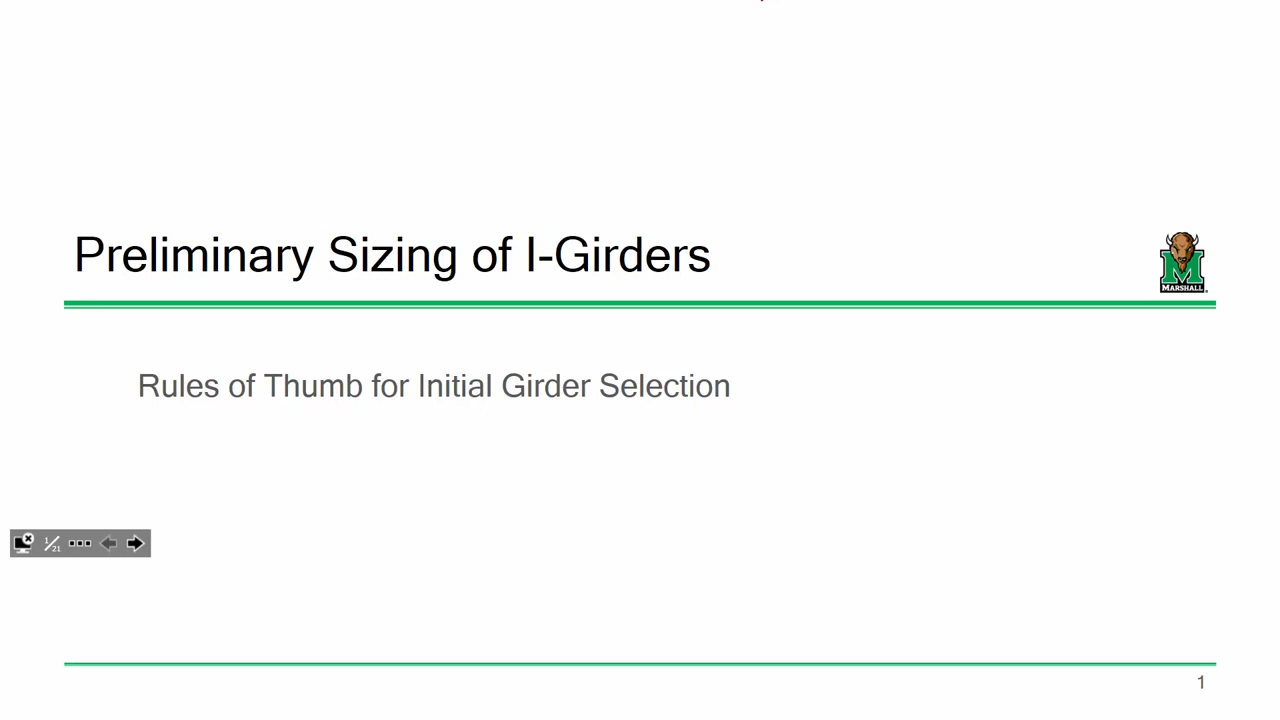 Preliminary Sizing of I-Girders
M
MARSHALL
Rules of Thumb for Initial Girder Selection
1/21
1